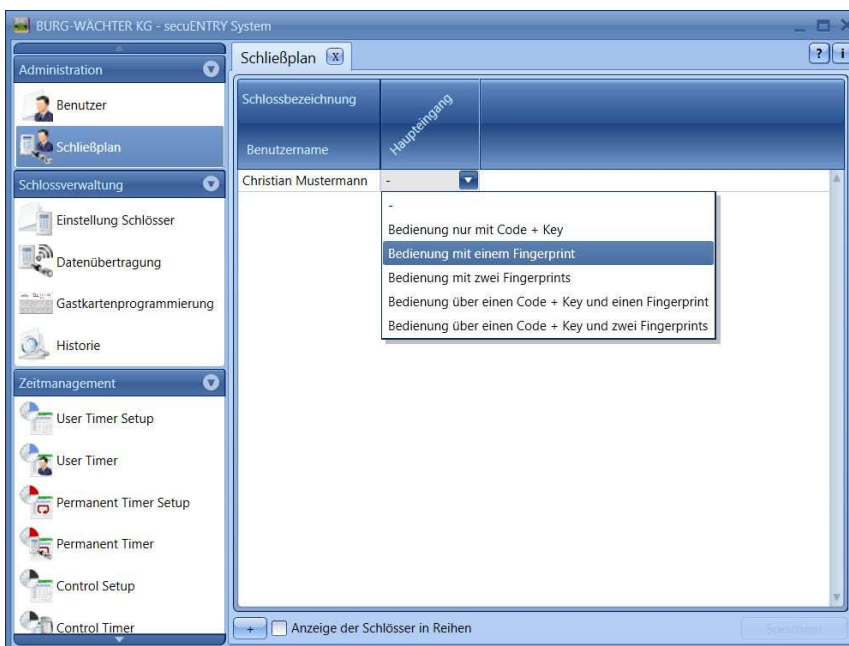 BURG-WÄCHTER KG - secuENTRY System
Administration
Benutzer
Schließplan
Schlossverwaltung
Einstellung Schlösser
Datenübertragung
Gastkartenprogrammierung
Historie
Zeitmanagement
User Timer Setup
User Timer
Permanent Timer Setup
Permanent Timer
Control Setup
Control Timer
Schließplan X
? i
Schlossbezeichnung
Haupteingang
Benutzername
Christian Mustermann -
-
Bedienung nur mit Code + Key
Bedienung mit einem Fingerprint
Bedienung mit zwei Fingerprints
Bedienung über einen Code + Key und einen Fingerprint
Bedienung über einen Code + Key und zwei Fingerprints
+ Anzeige der Schlösser in Reihen
Speichern